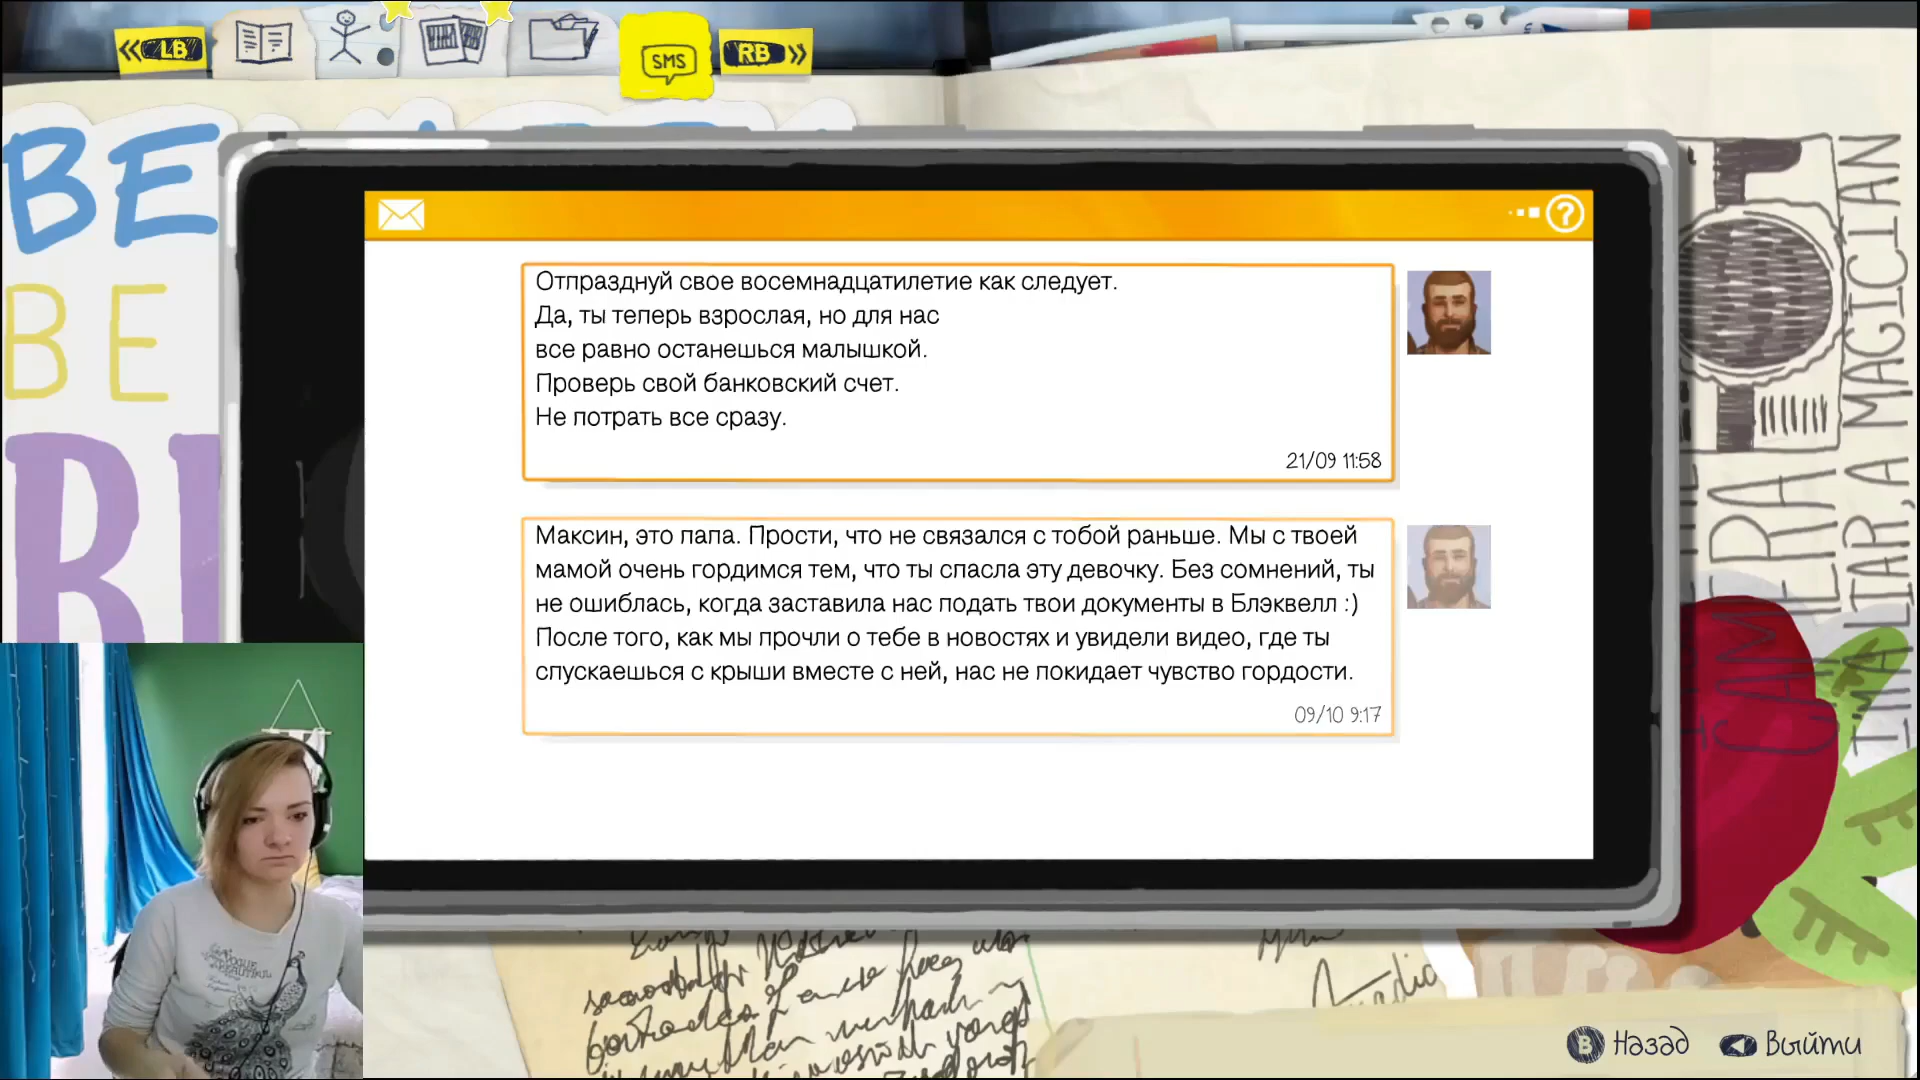 LB
SMS
RB
BE
BE
Отпразднуй свое восемнадцатилетие как следует.
Да, ты теперь взрослая, но для нас
все равно останешься малышкой.
Проверь свой банковский счет.
Не потрать все сразу.
21/09 11:58
Максин, это папа. Прости, что не связался с тобой раньше. Мы с твоей
мамой очень гордимся тем, что ты спасла эту девочку. Без сомнений, ты
не ошиблась, когда заставила нас подать твои документы в Блэквелл :)
После того, как мы прочли о тебе в новостях и увидели видео, где ты
спускаешься с крыши вместе с ней, нас не покидает чувство гордости.
09/10 9:17
CAMERA
TMALTAR, A MAGICIAN
B Назад
Выйти